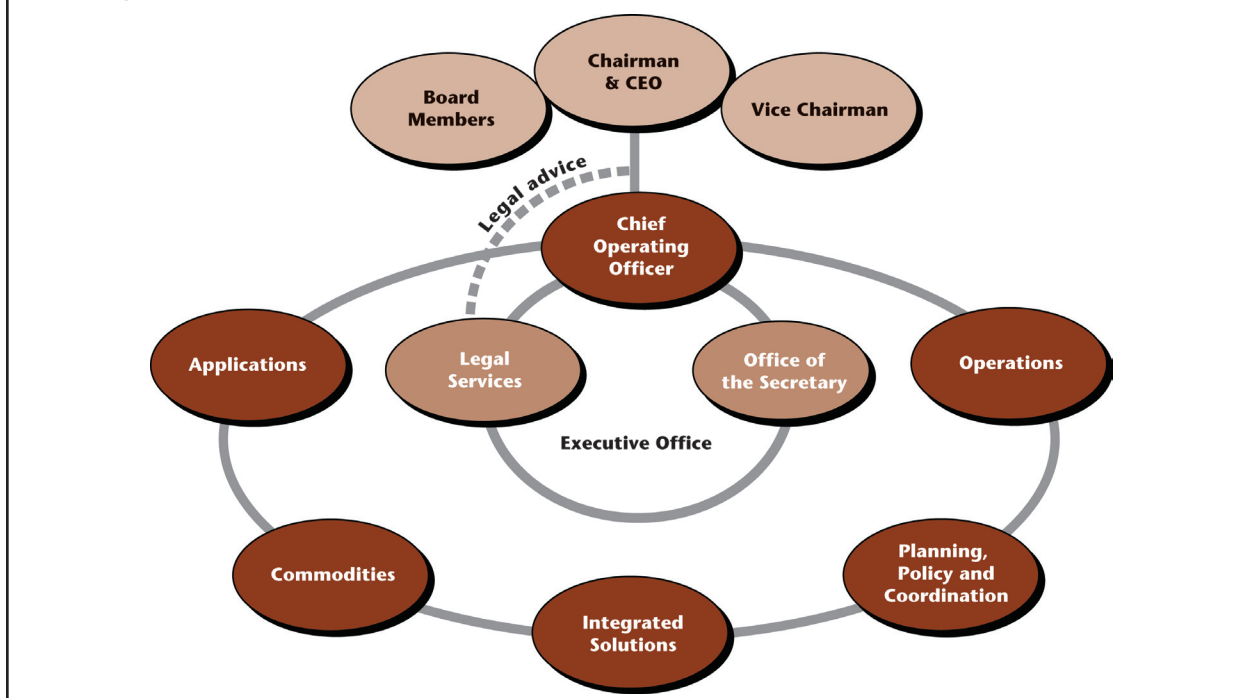 Chairman
& CEO
Board
Members
Vice Chairman
Legal advice
Chief
Operating
Officer
Applications
Legal
Services
Office of
the Secretary
Operations
Executive Office
Commodities
Planning,
Policy and
Coordination
Integrated
Solutions